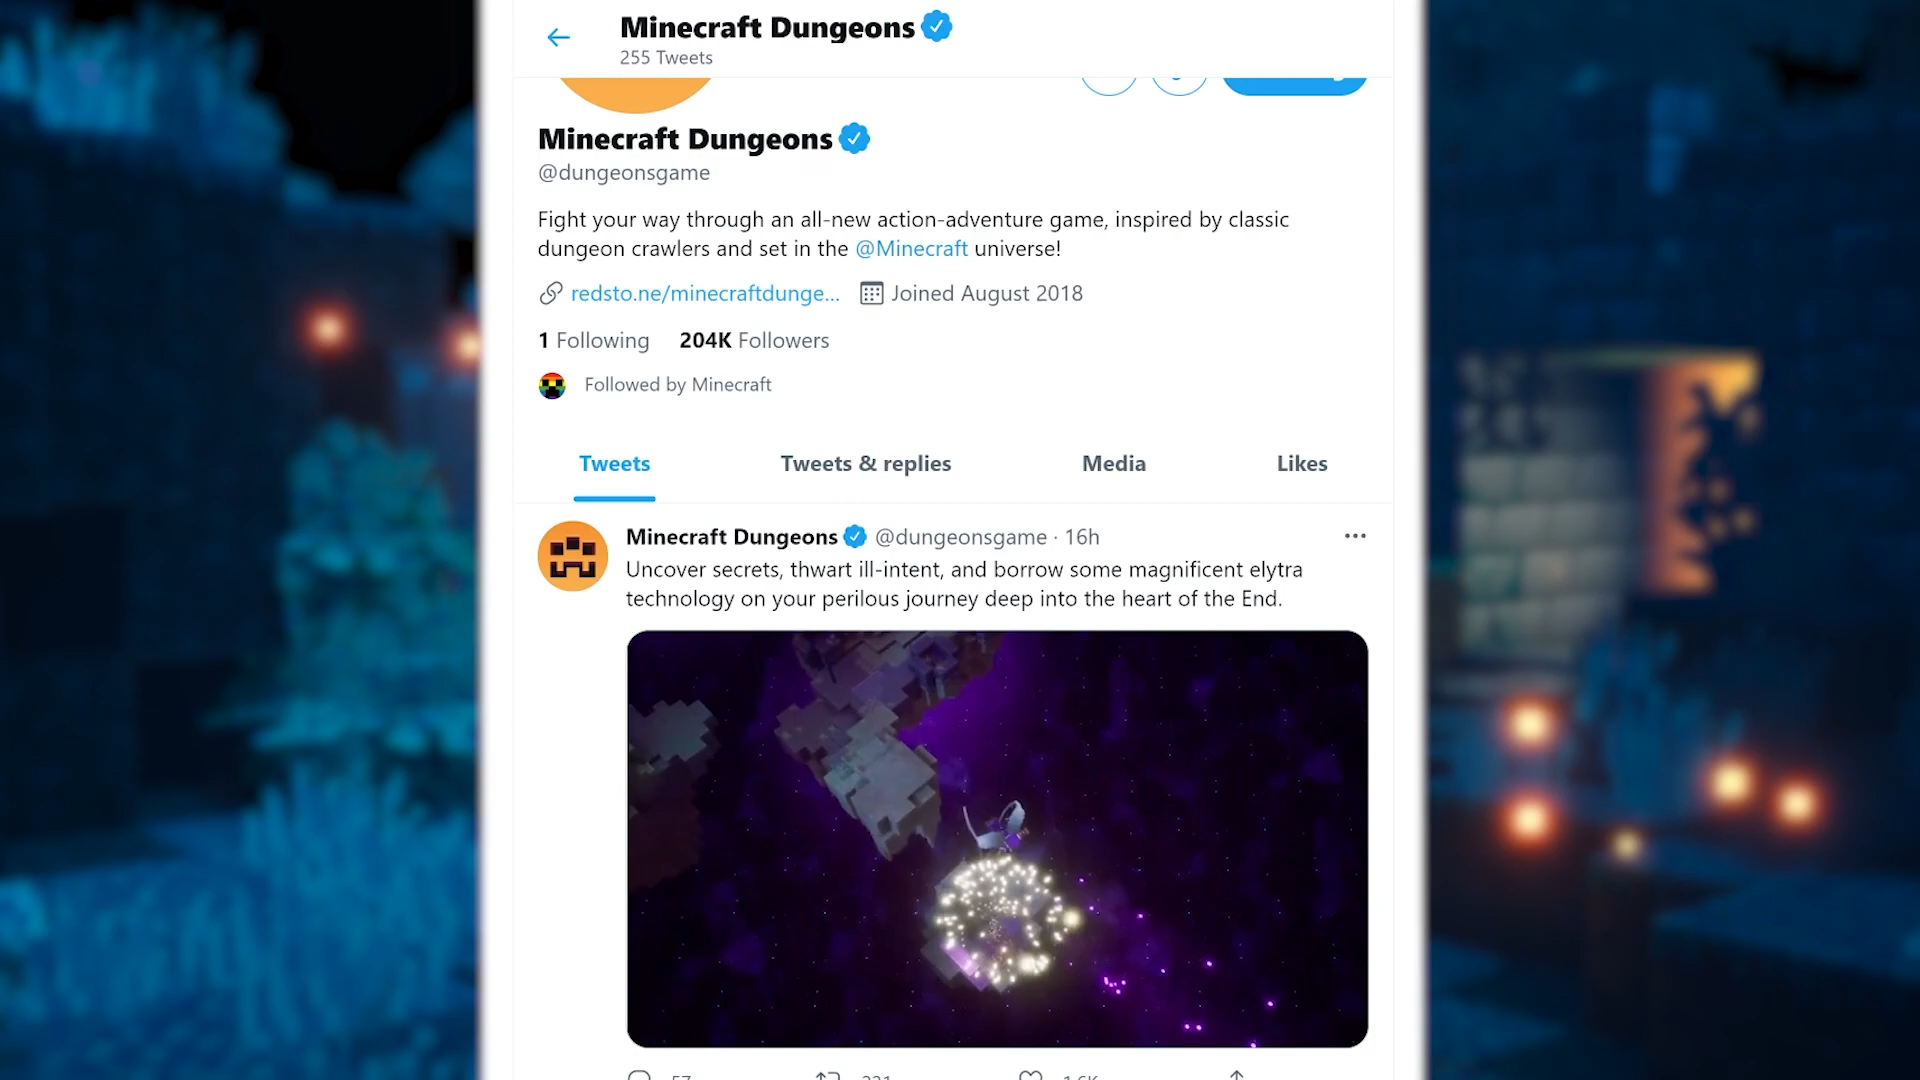 Minecraft Dungeons
255 Tweets
Minecraft Dungeons
@dungeonsgame
Fight your way through an all-new action-adventure game, inspired by classic
dungeon crawlers and set in the @Minecraft universe!
redsto.ne/minecraftdunge... Joined August 2018
1 Following 204K Followers
Followed by Minecraft
Tweets Tweets & replies Media Likes
Minecraft Dungeons @dungeonsgame · 16h
Uncover secrets, thwart ill-intent, and borrow some magnificent elytra
technology on your perilous journey deep into the heart of the End.